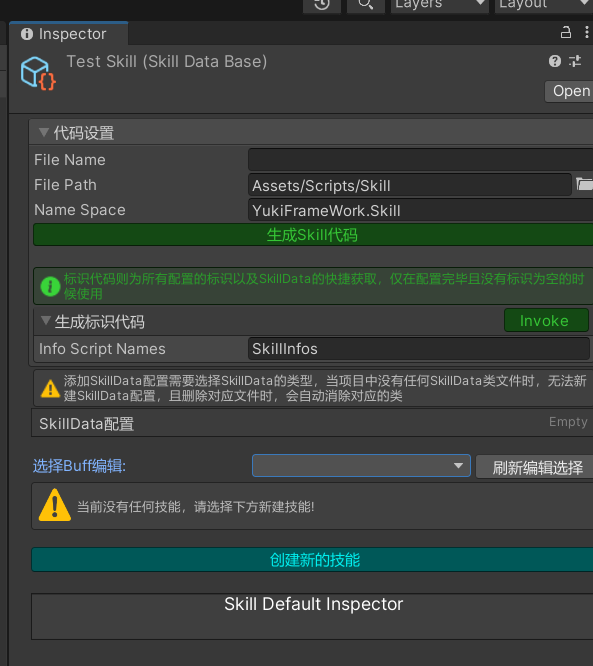 Layers Layout
Inspector
Test Skill (Skill Data Base)
Open
代码设置
File Name
File Path Assets/Scripts/Skill
Name Space YukiFrameWork.Skill
生成Skill代码
标识代码则为所有配置的标识以及SkillData的快捷获取，仅在配置完毕且没有标识为空的时
候使用
生成标识代码 Invoke
Info Script Names SkillInfos
添加SkillData配置需要选择SkillData的类型，当项目中没有任何SkillData类文件时，无法新
建SkillData配置，且删除对应文件时，会自动消除对应的类
SkillData配置 Empty
选择Buff编辑: 刷新编辑选择
当前没有任何技能，请选择下方新建技能!
创建新的技能
Skill Default Inspector